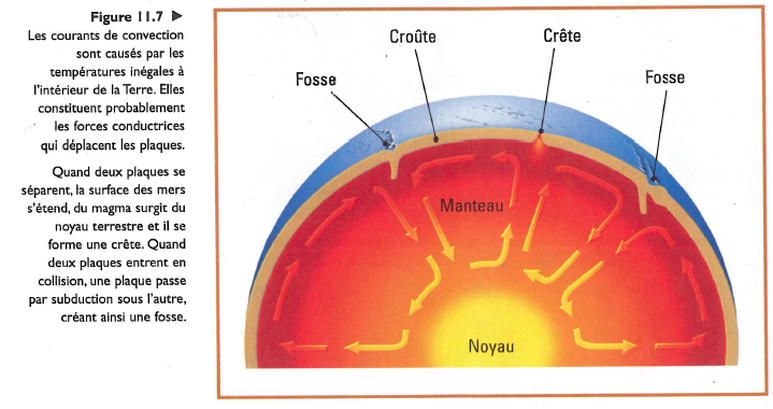 Figure 11.7 ▶
Les courants de convection
sont causés par les
températures inégales à
l'intérieur de la Terre. Elles
constituent probablement
les forces conductrices
qui déplacent les plaques.
Quand deux plaques se
séparent, la surface des mers
s'étend, du magma surgit du
noyau terrestre et il se
forme une crête. Quand
deux plaques entrent en
collision, une plaque passe
par subduction sous l'autre,
créant ainsi une fosse.
Croûte
Crête
Fosse
Fosse
Manteau
Noyau